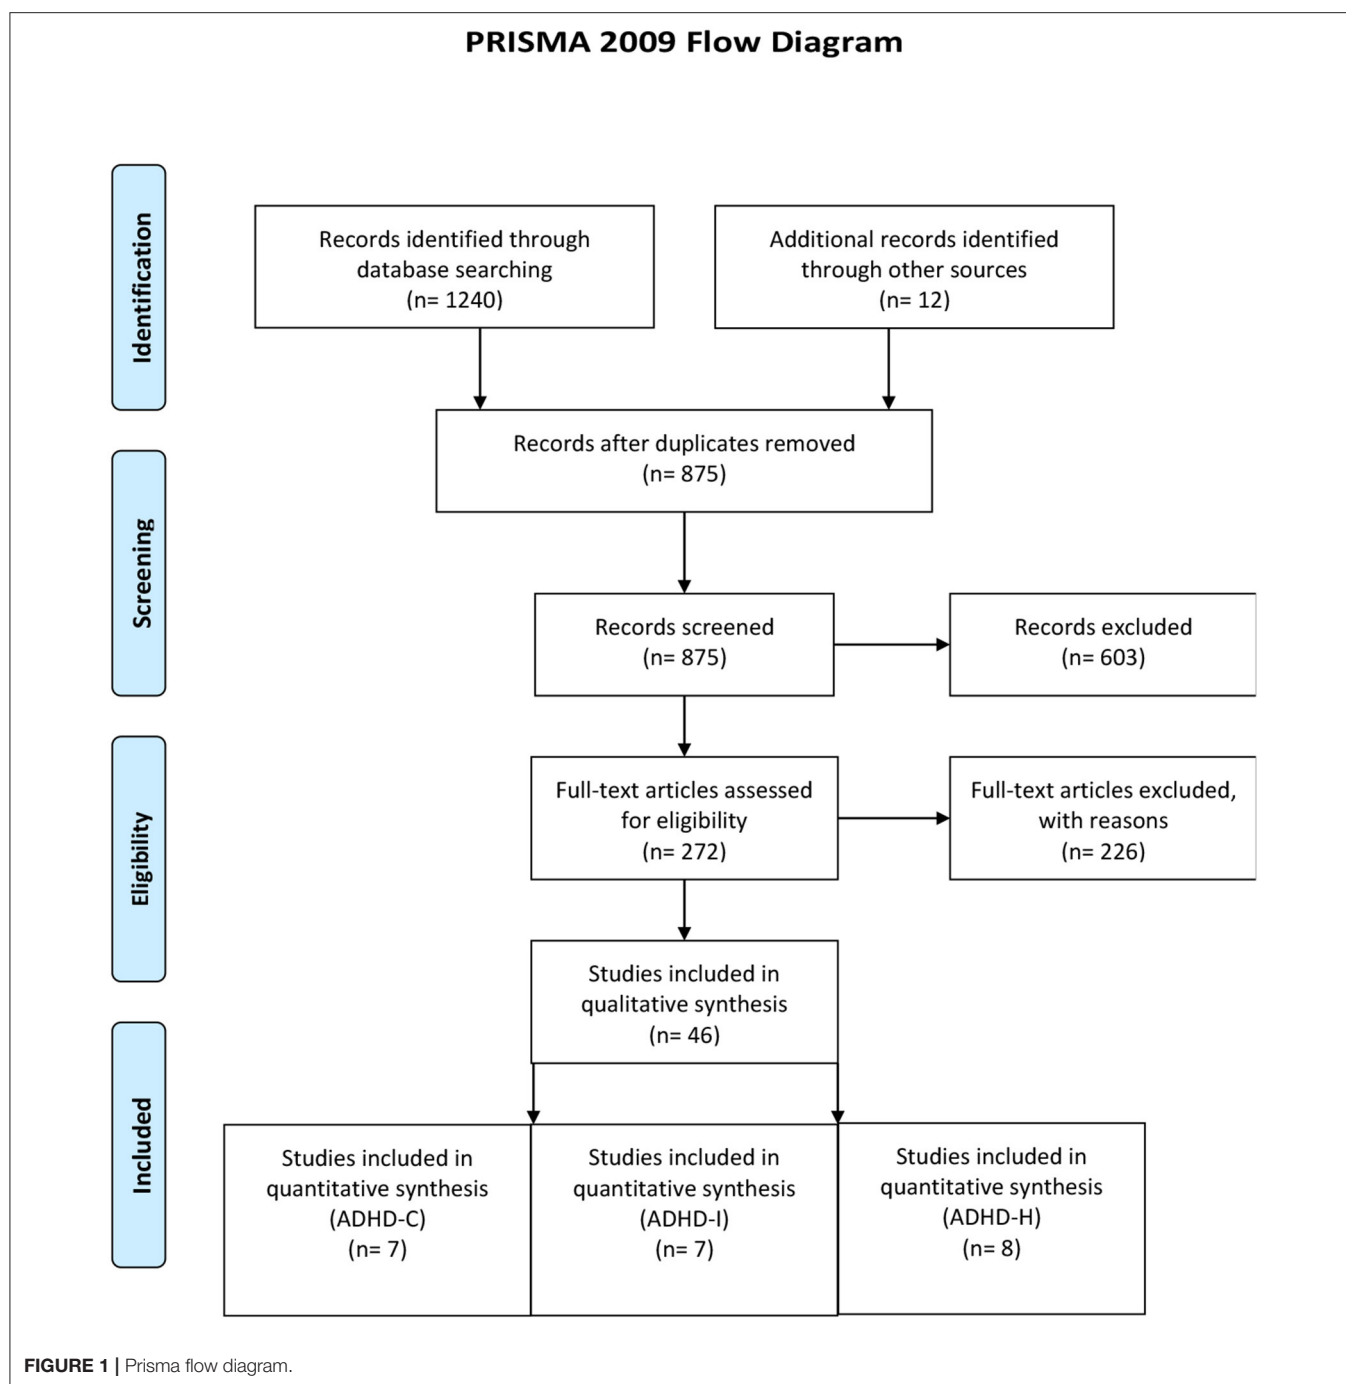 PRISMA 2009 Flow Diagram
Identification
Records identified through
database searching
(n= 1240)
Additional records identified
through other sources
(n= 12)
Records after duplicates removed
(n= 875)
Screening
Records screened
(n= 875)
Records excluded
(n= 603)
Eligibility
Full-text articles assessed
for eligibility
(n= 272)
Full-text articles excluded,
with reasons
(n= 226)
Studies included in
qualitative synthesis
(n= 46)
Included
Studies included in
quantitative synthesis
(ADHD-C)
(n= 7)
Studies included in
quantitative synthesis
(ADHD-I)
(n= 7)
Studies included in
quantitative synthesis
(ADHD-H)
(n= 8)
FIGURE 1 | Prisma flow diagram.